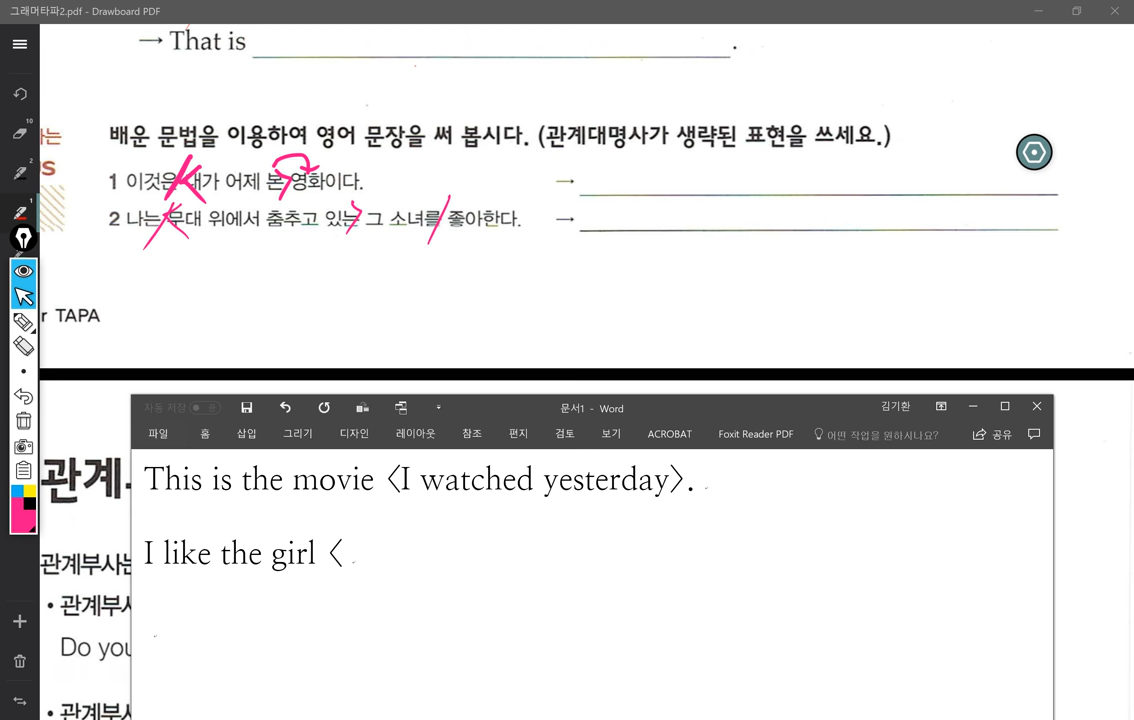 그래머타파2.pdf - Drawboard PDF
→ That is .
10
2
1
는
S
배운 문법을 이용하여 영어 문장을 써 봅시다. (관계대명사가 생략된 표현을 쓰세요.)
1 이것은 내가 어제 본 영화이다. →
2 나는 무대 위에서 춤추고 있는 그 소녀를 좋아한다. →
r TAPA
자동 저장
문서1 - Word
김기환
파일 홈 삽입 그리기 디자인 레이아웃 참조 편지 검토 보기 ACROBAT Foxit Reader PDF 어떤 작업을 원하시나요? 공유
This is the movie 〈I watched yesterday〉.
I like the girl 〈
관계
관계부사는
• 관계부사
Do you
• 관계부사